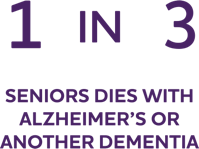 1 IN 3
SENIORS DIES WITH
ALZHEIMER'S OR
ANOTHER DEMENTIA